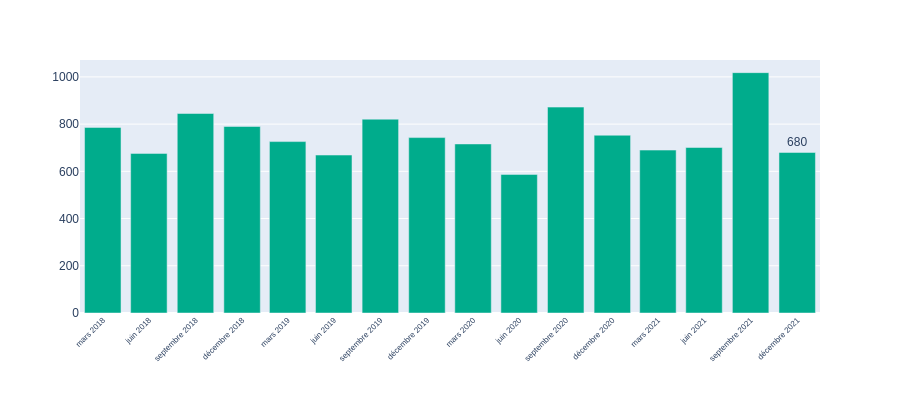 1000
800
600
400
200
0
680
mars 2018
juin 2018
septembre 2018
décembre 2018
mars 2019
juin 2019
septembre 2019
décembre 2019
mars 2020
juin 2020
septembre 2020
décembre 2020
mars 2021
juin 2021
septembre 2021
décembre 2021